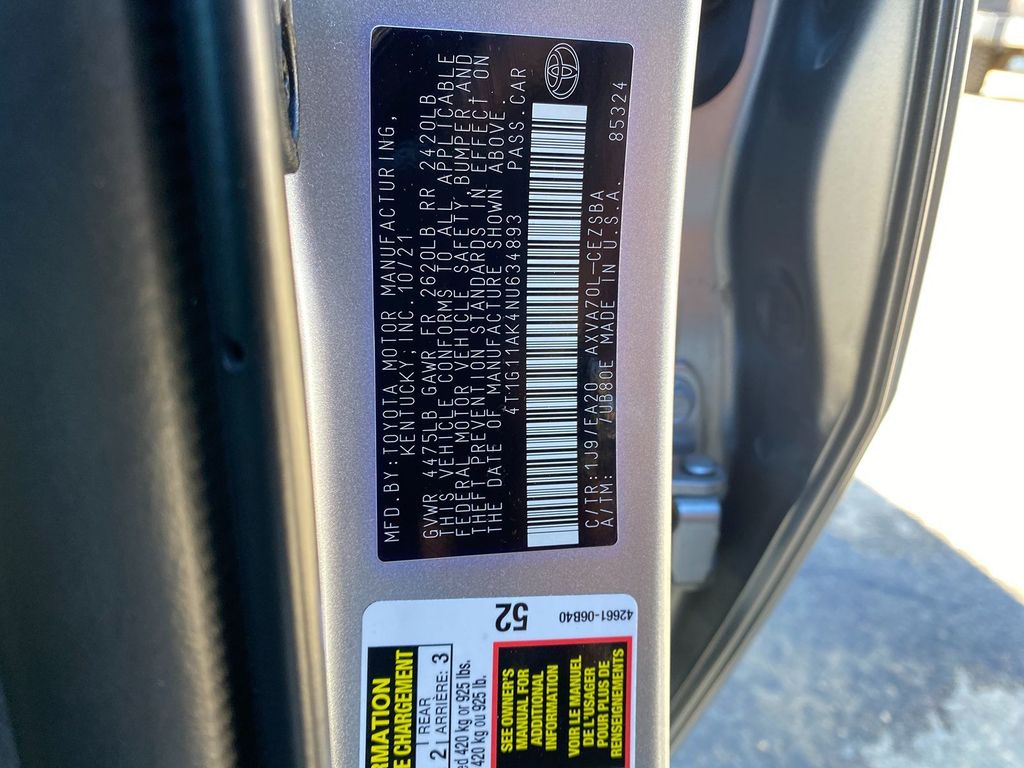 MFD.BY:TOYOTA MOTOR MANUFACTURING,
KENTUCKY, INC. 10/21
GVWR 4475LB GAWR FR 2620LB RR 2420LB
THIS VEHICLE CONFORMS TO ALL APPLICABLE
FEDERAL MOTOR VEHICLE SAFETY, BUMPER AND
THEFT PREVENTION STANDARDS IN EFFECT ON
THE DATE OF MANUFACTURE SHOWN ABOVE.
4T1G11AK4NU634893 PASS.CAR
C/TR:1J9/EA20 AXVA70L-CEZSBA 85324
A/TM: /UB80E MADE IN U.S.A.
52
42661-06B40
RMATION
E CHARGEMENT
2 REAR
ARRIÈRE: 3
ed 420 kg or 925 lbs.
420 kg ou 925 lb.
SEE OWNER'S
MANUAL FOR
ADDITIONAL
INFORMATION
VOIR LE MANUEL
DE L'USAGER
POUR PLUS DE
RENSEIGNEMENTS